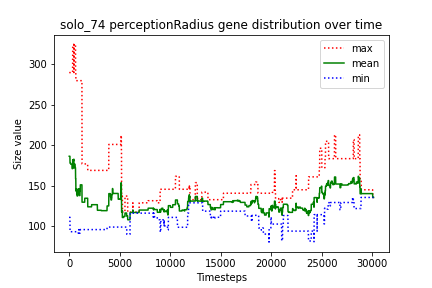 solo_74 perceptionRadius gene distribution over time
max
mean
min
Size value
300
250
200
150
100
0
5000
10000
15000
20000
25000
30000
Timesteps